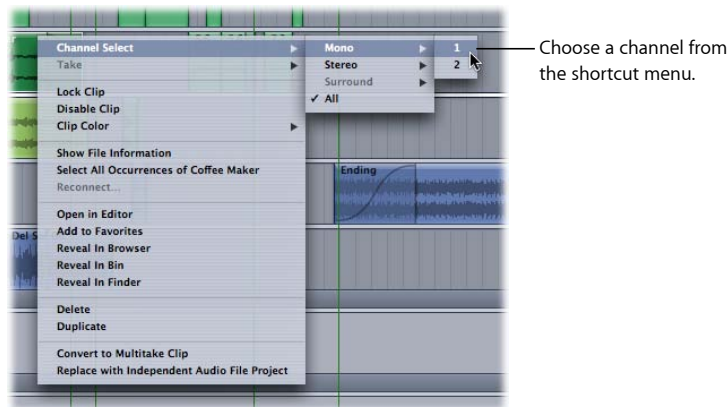 Channel Select
Take
Lock Clip
Disable Clip
Clip Color
Show File Information
Select All Occurrences of Coffee Maker
Reconnect...
Open in Editor
Add to Favorites
Reveal In Browser
Reveal In Bin
Reveal In Finder
Delete
Duplicate
Convert to Multitake Clip
Replace with Independent Audio File Project
Mono
Stereo
Surround
✓ All
1
2
Choose a channel from
the shortcut menu.
Ending
Del S